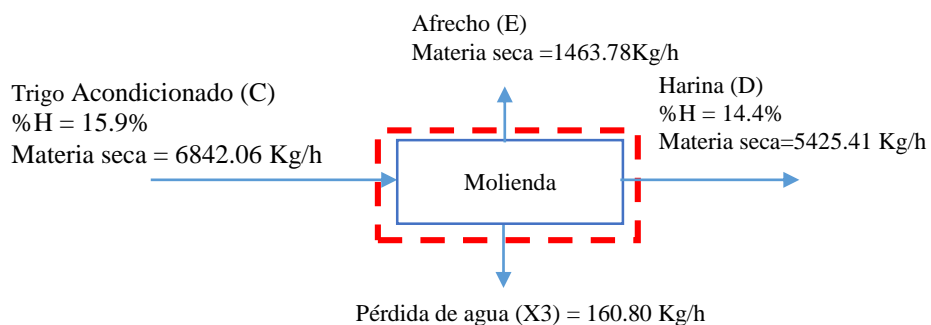 Afrecho (E)
Materia seca =1463.78Kg/h
Trigo Acondicionado (C)
%H = 15.9%
Materia seca = 6842.06 Kg/h
Harina (D)
%H = 14.4%
Materia seca=5425.41 Kg/h
Molienda
Pérdida de agua (X3) = 160.80 Kg/h